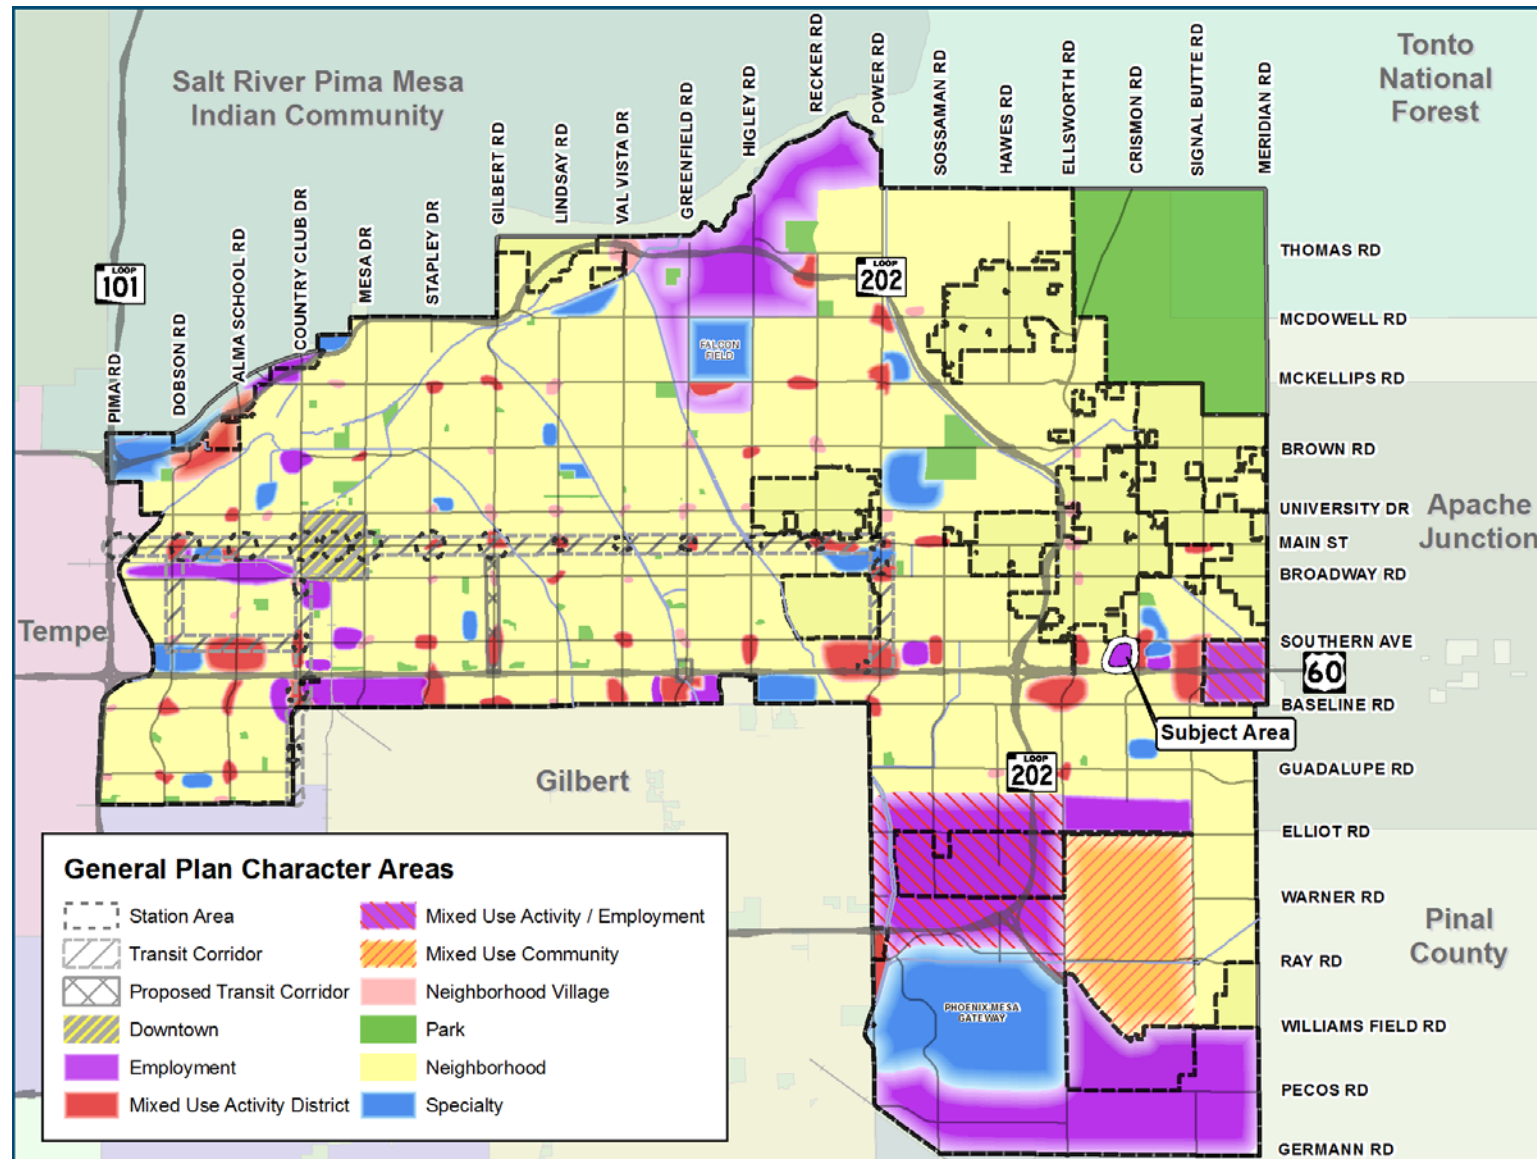 Salt River Pima Mesa
Indian Community
Tonto
National
Forest
LOOP
101
PIMA RD
DOBSON RD
ALMA SCHOOL RD
COUNTRY CLUB DR
MESA DR
STAPLEY DR
GILBERT RD
LINDSAY RD
VAL VISTA DR
GREENFIELD RD
HIGLEY RD
RECKER RD
POWER RD
SOSSAMAN RD
HAWES RD
ELLSWORTH RD
CRISMON RD
SIGNAL BUTTE RD
MERIDIAN RD
LOOP
202
THOMAS RD
MCDOWELL RD
FALCON
FIELD
MCKELLIPS RD
BROWN RD
UNIVERSITY DR
Apache
Junction
MAIN ST
BROADWAY RD
Tempe
SOUTHERN AVE
60
BASELINE RD
Subject Area
Gilbert
LOOP
202
GUADALUPE RD
ELLIOT RD
WARNER RD
Pinal
County
RAY RD
PHOENIX-MESA
GATEWAY
WILLIAMS FIELD RD
PECOS RD
GERMANN RD
General Plan Character Areas
Station Area
Transit Corridor
Proposed Transit Corridor
Downtown
Employment
Mixed Use Activity District
Mixed Use Activity / Employment
Mixed Use Community
Neighborhood Village
Park
Neighborhood
Specialty